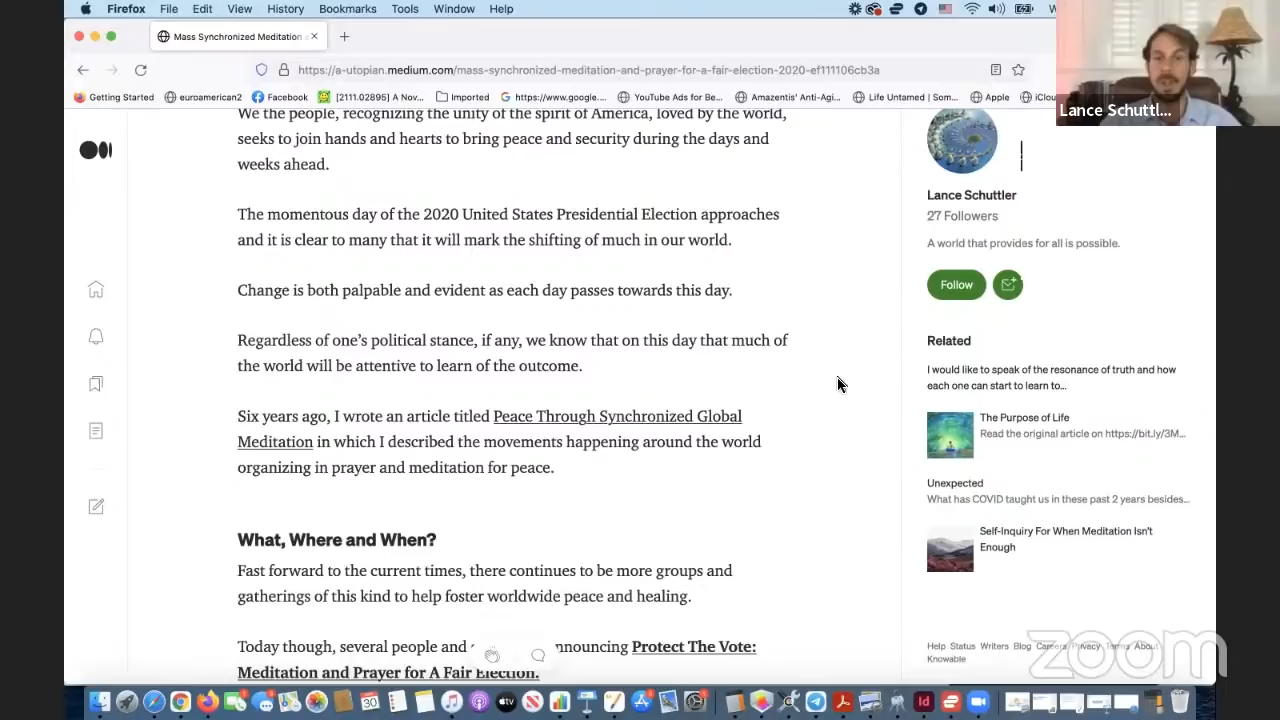 Firefox File Edit View History Bookmarks Tools Window Help
Mass Synchronized Meditation
https://a-utopian.medium.com/mass-synchronized-meditation-and-prayer-for-a-fair-election-2020-ef111106cb3a
Getting Started euroamerican2 Facebook [2111.02895] A Nov... Imported https://www.google.... YouTube Ads for Be... Amazentis' Anti-Agi... Life Untamed | Som... Apple iClou
Lance Schuttl...
We the people, recognizing the unity of the spirit of America, loved by the world,
seeks to join hands and hearts to bring peace and security during the days and
weeks ahead.
The momentous day of the 2020 United States Presidential Election approaches
and it is clear to many that it will mark the shifting of much in our world.
Change is both palpable and evident as each day passes towards this day.
Regardless of one's political stance, if any, we know that on this day that much of
the world will be attentive to learn of the outcome.
Six years ago, I wrote an article titled Peace Through Synchronized Global
Meditation in which I described the movements happening around the world
organizing in prayer and meditation for peace.
What, Where and When?
Fast forward to the current times, there continues to be more groups and
gatherings of this kind to help foster worldwide peace and healing.
Today though, several people and nnouncing Protect The Vote:
Meditation and Prayer for A Fair Election.
Lance Schuttler
27 Followers
A world that provides for all is possible.
Follow
Related
I would like to speak of the resonance of truth and how
each one can start to learn to...
The Purpose of Life
Read the original article on https://bit.ly/3M...
Unexpected
What has COVID taught us in these past 2 years besides...
Self-Inquiry For When Meditation Isn't
Enough
Help Status Writers Blog Careers Privacy Terms About
Knowable
zoom
tv
Id